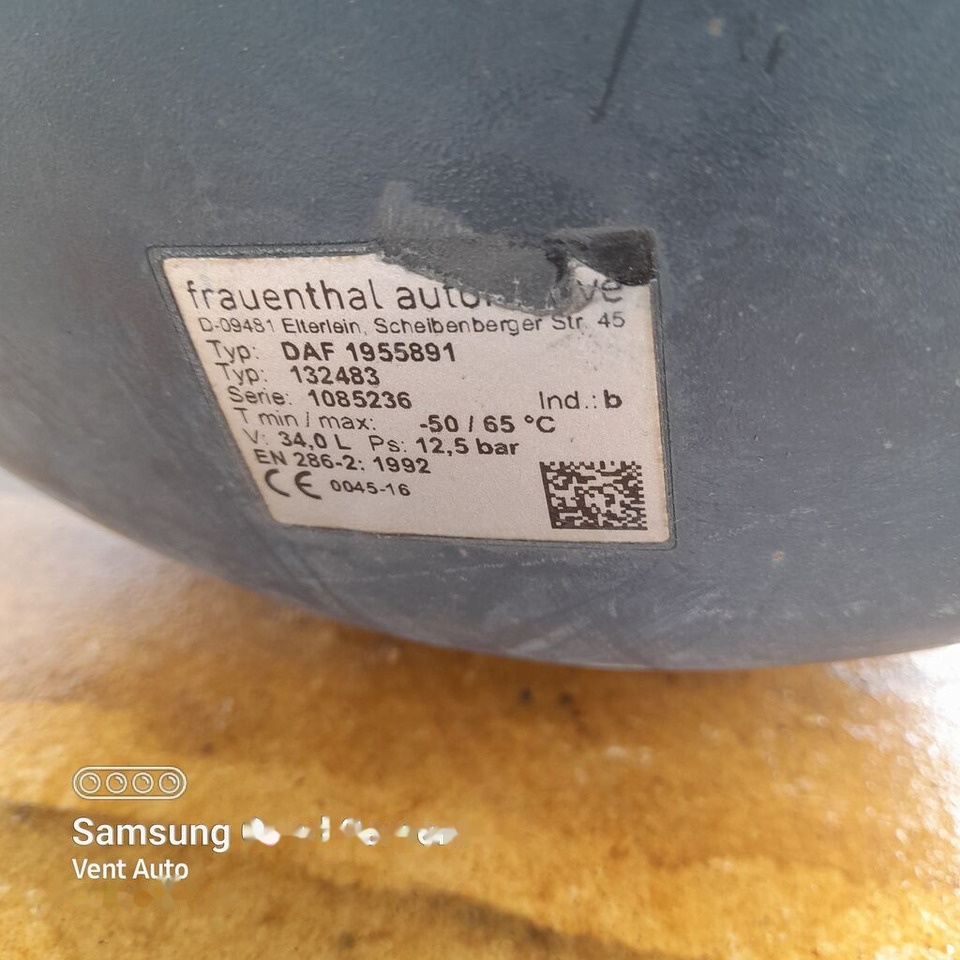 frauenthal
D-09481 Elterlein, Scheibenberger Str. 45
Typ: DAF 1955891
Typ: 132483
Serie: 1085236 Ind.: b
T min / max: -50 / 65 °C
V: 34,0 L Ps: 12,5 bar
EN 286-2: 1992
CE 0045-16
Samsung
Vent Auto